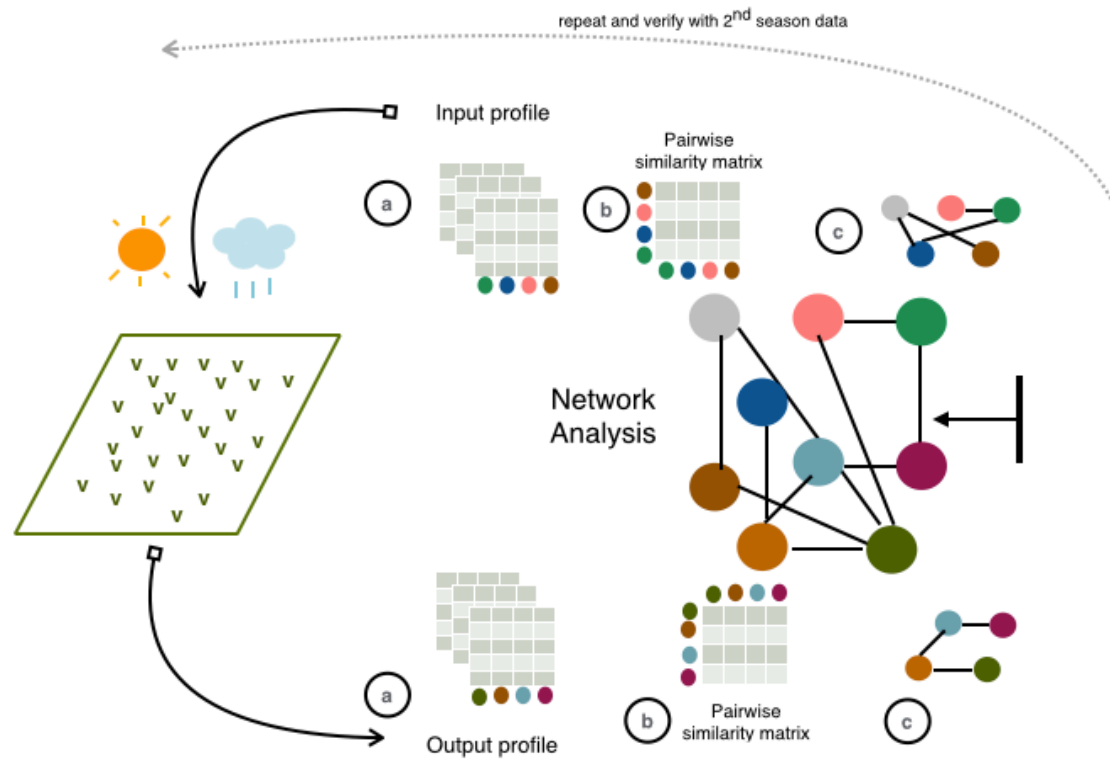 repeat and verify with 2nd season data
Input profile
Pairwise
similarity matrix
a
b
c
Network
Analysis
v v v v
v v v v
v v v v v v
v v v
v v v v v
v v v
v v
v
a
Output profile
b
Pairwise
similarity matrix
c